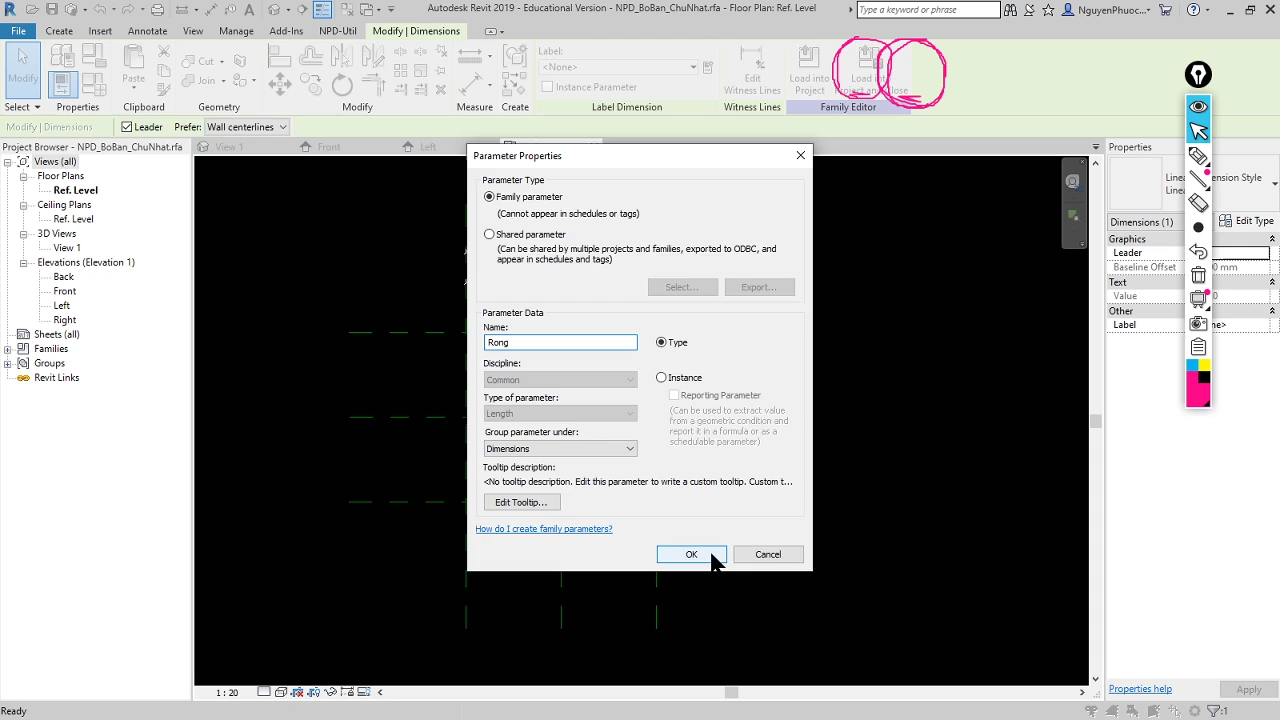 Autodesk Revit 2019 - Educational Version - NPD_BoBan_ChuNhat.rfa - Floor Plan: Ref. Level
Type a keyword or phrase
NguyenPhuoc...
File Create Insert Annotate View Manage Add-Ins NPD-Util Modify | Dimensions
Modify
Paste
Cut
Join
Label:
<None>
Instance Parameter
Edit
Witness Lines
Load into
Project
Load into
Project and Close
Select Properties Clipboard Geometry Modify Measure Create Label Dimension Witness Lines Family Editor
Modify | Dimensions
Leader
Prefer:
Wall centerlines
Project Browser - NPD_BoBan_ChuNhat.rfa
View 1
Front
Left
Views (all)
Floor Plans
Ref. Level
Ceiling Plans
Ref. Level
3D Views
View 1
Elevations (Elevation 1)
Back
Front
Left
Right
Sheets (all)
Families
Groups
Revit Links
Parameter Properties
Parameter Type
Family parameter
(Cannot appear in schedules or tags)
Shared parameter
(Can be shared by multiple projects and families, exported to ODBC, and
appear in schedules and tags)
Select...
Export...
Parameter Data
Name:
Rong
Type
Discipline:
Common
Instance
Reporting Parameter
Type of parameter:
Length
(Can be used to extract value
from a geometric condition and
report it in a formula or as a
schedulable parameter)
Group parameter under:
Dimensions
Tooltip description:
<No tooltip description. Edit this parameter to write a custom tooltip. Custom t...
Edit Tooltip...
How do I create family parameters?
OK
Cancel
Properties
Dimensions (1)
Edit Type
Graphics
Leader
Baseline Offset
Text
Value
Other
Label
Properties help
Apply
1 : 20
Ready
:1